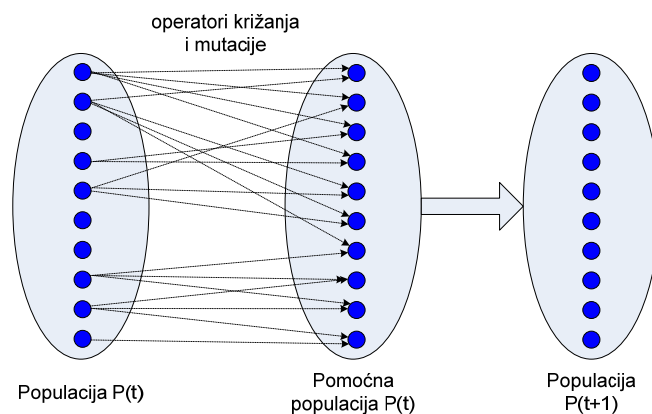 operatori križanja
i mutacije
Populacija P(t)
Pomoćna
populacija P(t)
Populacija
P(t+1)